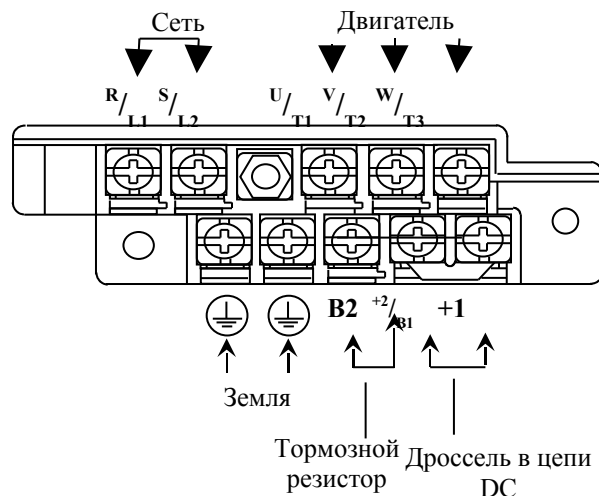 Сеть Двигатель
R/L1 S/L2 U/T1 V/T2 W/T3
B2 +2/B1 +1
Земля
Тормозной резистор
Дроссель в цепи DC